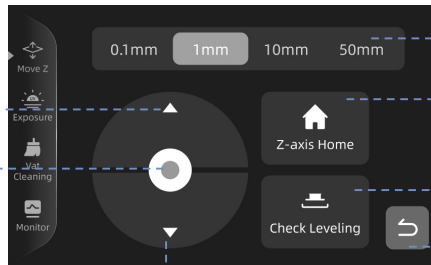 0.1mm 1mm 10mm 50mm
Move Z
Exposure
Vat
Cleaning
Monitor
Z-axis Home
Check Leveling